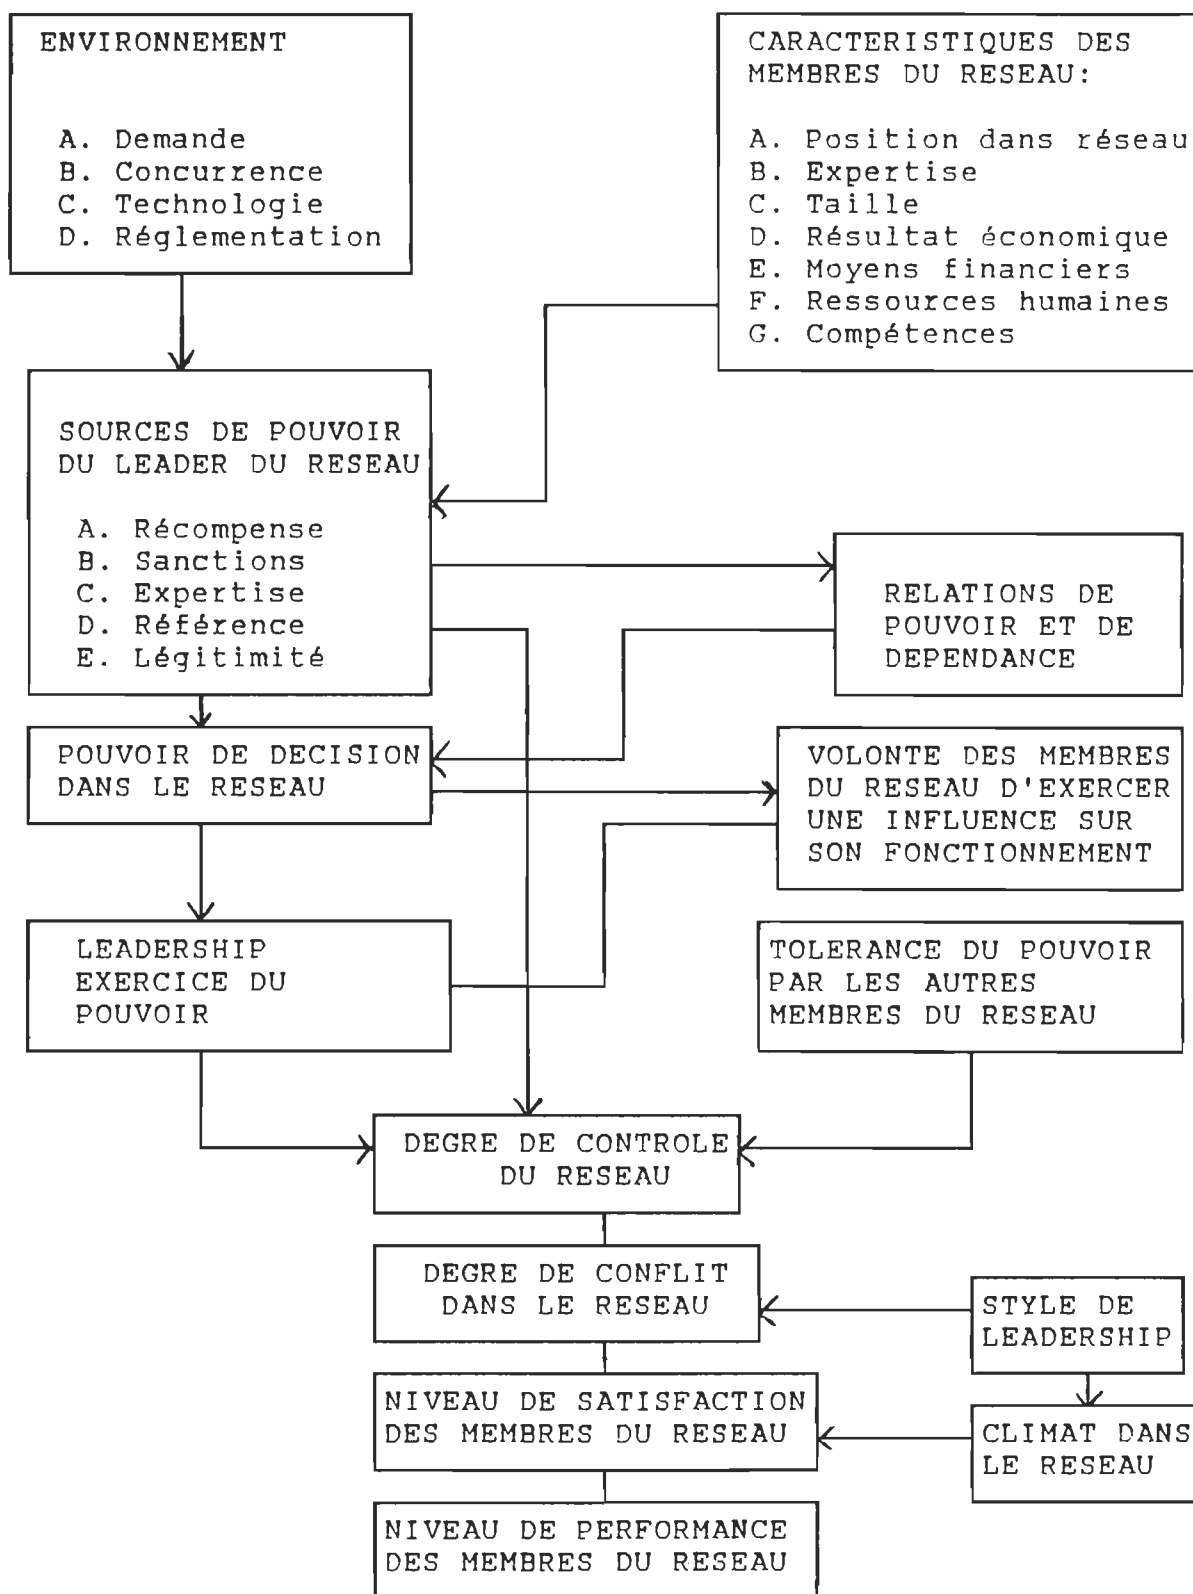 ENVIRONNEMENT
A. Demande
B. Concurrence
C. Technologie
D. Réglementation
CARACTERISTIQUES DES
MEMBRES DU RESEAU:
A. Position dans réseau
B. Expertise
C. Taille
D. Résultat économique
E. Moyens financiers
F. Ressources humaines
G. Compétences
SOURCES DE POUVOIR
DU LEADER DU RESEAU
A. Récompense
B. Sanctions
C. Expertise
D. Référence
E. Légitimité
RELATIONS DE
POUVOIR ET DE
DEPENDANCE
POUVOIR DE DECISION
DANS LE RESEAU
VOLONTE DES MEMBRES
DU RESEAU D'EXERCER
UNE INFLUENCE SUR
SON FONCTIONNEMENT
LEADERSHIP
EXERCICE DU
POUVOIR
TOLERANCE DU POUVOIR
PAR LES AUTRES
MEMBRES DU RESEAU
DEGRE DE CONTROLE
DU RESEAU
DEGRE DE CONFLIT
DANS LE RESEAU
STYLE DE
LEADERSHIP
NIVEAU DE SATISFACTION
DES MEMBRES DU RESEAU
CLIMAT DANS
LE RESEAU
NIVEAU DE PERFORMANCE
DES MEMBRES DU RESEAU